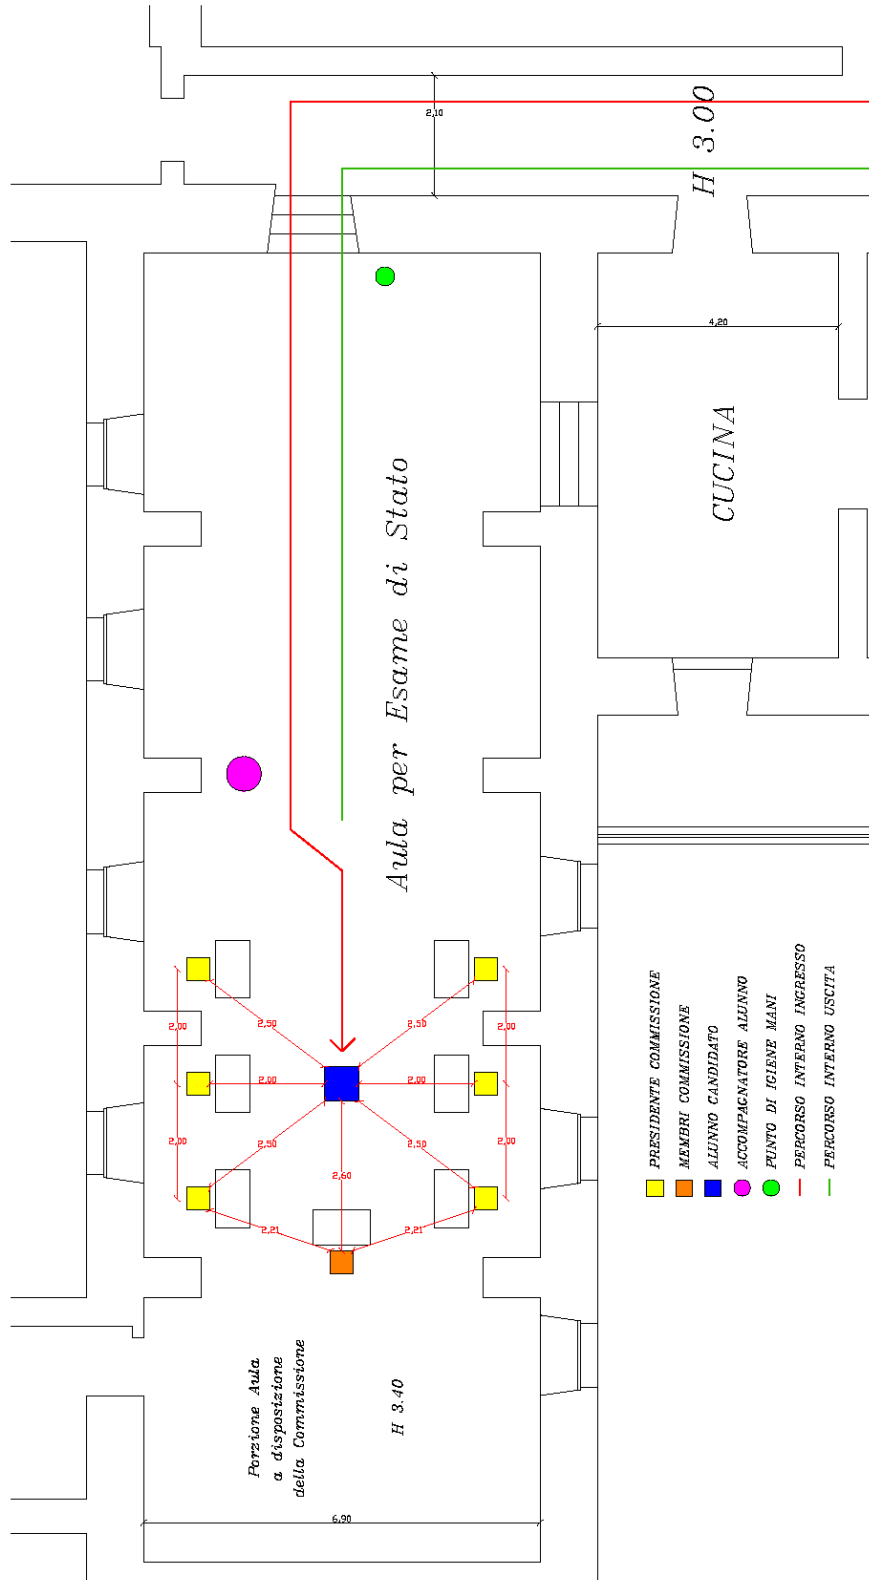 2,10
H 3.00
4,20
CUCINA
Aula per Esame di Stato
2,50
2,50
2,00
2,00
2,00
2,00
2,00
2,00
2,50
2,50
2,60
2,21
2,21
PRESIDENTE COMMISSIONE
MEMBRI COMMISSIONE
ALUNNO CANDIDATO
ACCOMPAGNATORE ALUNNO
PUNTO DI IGIENE MANI
PERCORSO INTERNO INGRESSO
PERCORSO INTERNO USCITA
Porzione Aula
a disposizione
della Commissione
H 3.40
6,90